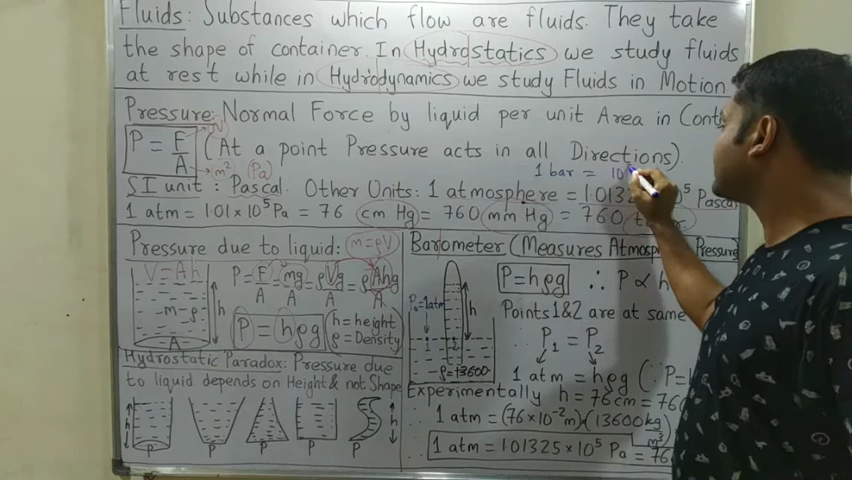 Fluids: Substances which flow are fluids. They take
the shape of container. In Hydrostatics we study fluids
at rest while in Hydrodynamics we study Fluids in Motion
Pressure: Normal Force by liquid per unit Area in
P = F/A (At a point Pressure acts in all Directions).
N
m² (Pa)
1 bar = 10
SI unit: Pascal. Other Units: 1 atmosphere = 1.0132 5 Pascal
1 atm = 1.01 × 10⁵ Pa = 76 cm Hg = 760 mm Hg = 760
Pressure due to liquid: m=ρV
V=Ah
P = F/A = mg/A = ρVg/A = ρAhg/A
-m-ρ
h
P = hρg (h=height
ρ=Density)
A
Hydrostatic Paradox: Pressure due
to liquid depends on Height & not Shape
h
h
P P P P P
Barometer (Measures Pressure
P=hρg ∴ P ∝ h
P₀=1atm
h
Points 1&2 are at same
1 2
∴ P₁ = P₂
ρ=13600
1 atm = hρg (∵
Experimentally h = 76cm =
∴ 1 atm = (76×10⁻²m)(13600 kg/m³)
∴ 1 atm = 1.01325 × 10⁵ Pa = 76